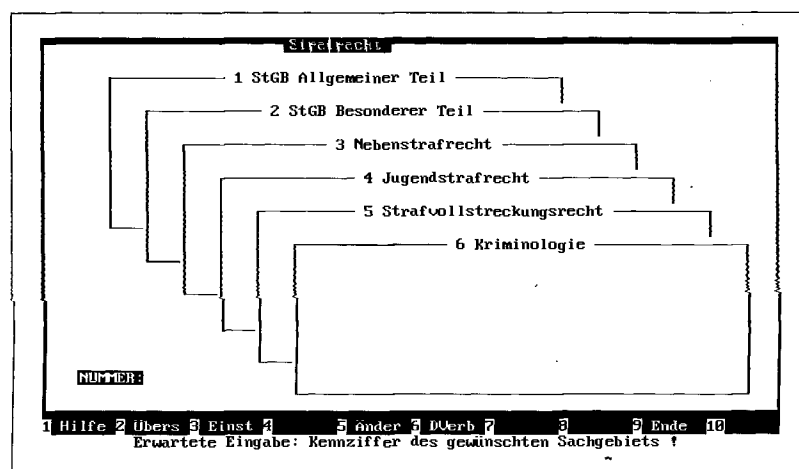 Strafrecht
1 StGB Allgemeiner Teil
2 StGB Besonderer Teil
3 Nebenstrafrecht
4 Jugendstrafrecht
5 Strafvollstreckungsrecht
6 Kriminologie
NUMMER:
1 Hilfe 2 Übers 3 Einst 4 5 Änder 6 DVerb 7 8 9 Ende 10
Erwartete Eingabe: Kennziffer des gewünschten Sachgebiets !